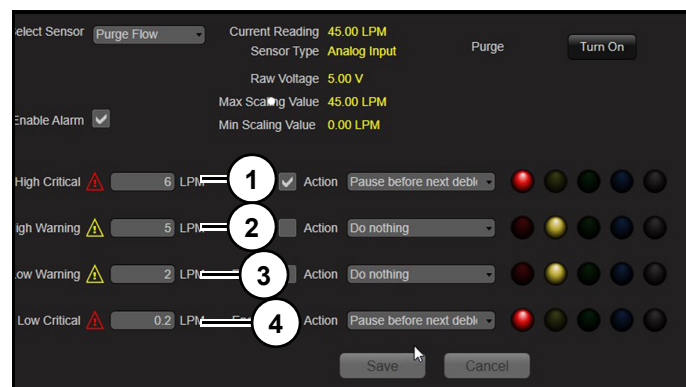 elect Sensor Purge Flow Current Reading 45.00 LPM
Sensor Type Analog Input Purge Turn On
Raw Voltage 5.00 V
Max Scaling Value 45.00 LPM
Enable Alarm Min Scaling Value 0.00 LPM
High Critical 6 LPM 1 Action Pause before next deblo
igh Warning 5 LPM 2 Action Do nothing
ow Warning 2 LPM 3 Action Do nothing
Low Critical 0.2 LPM 4 Action Pause before next deblo
Save Cancel